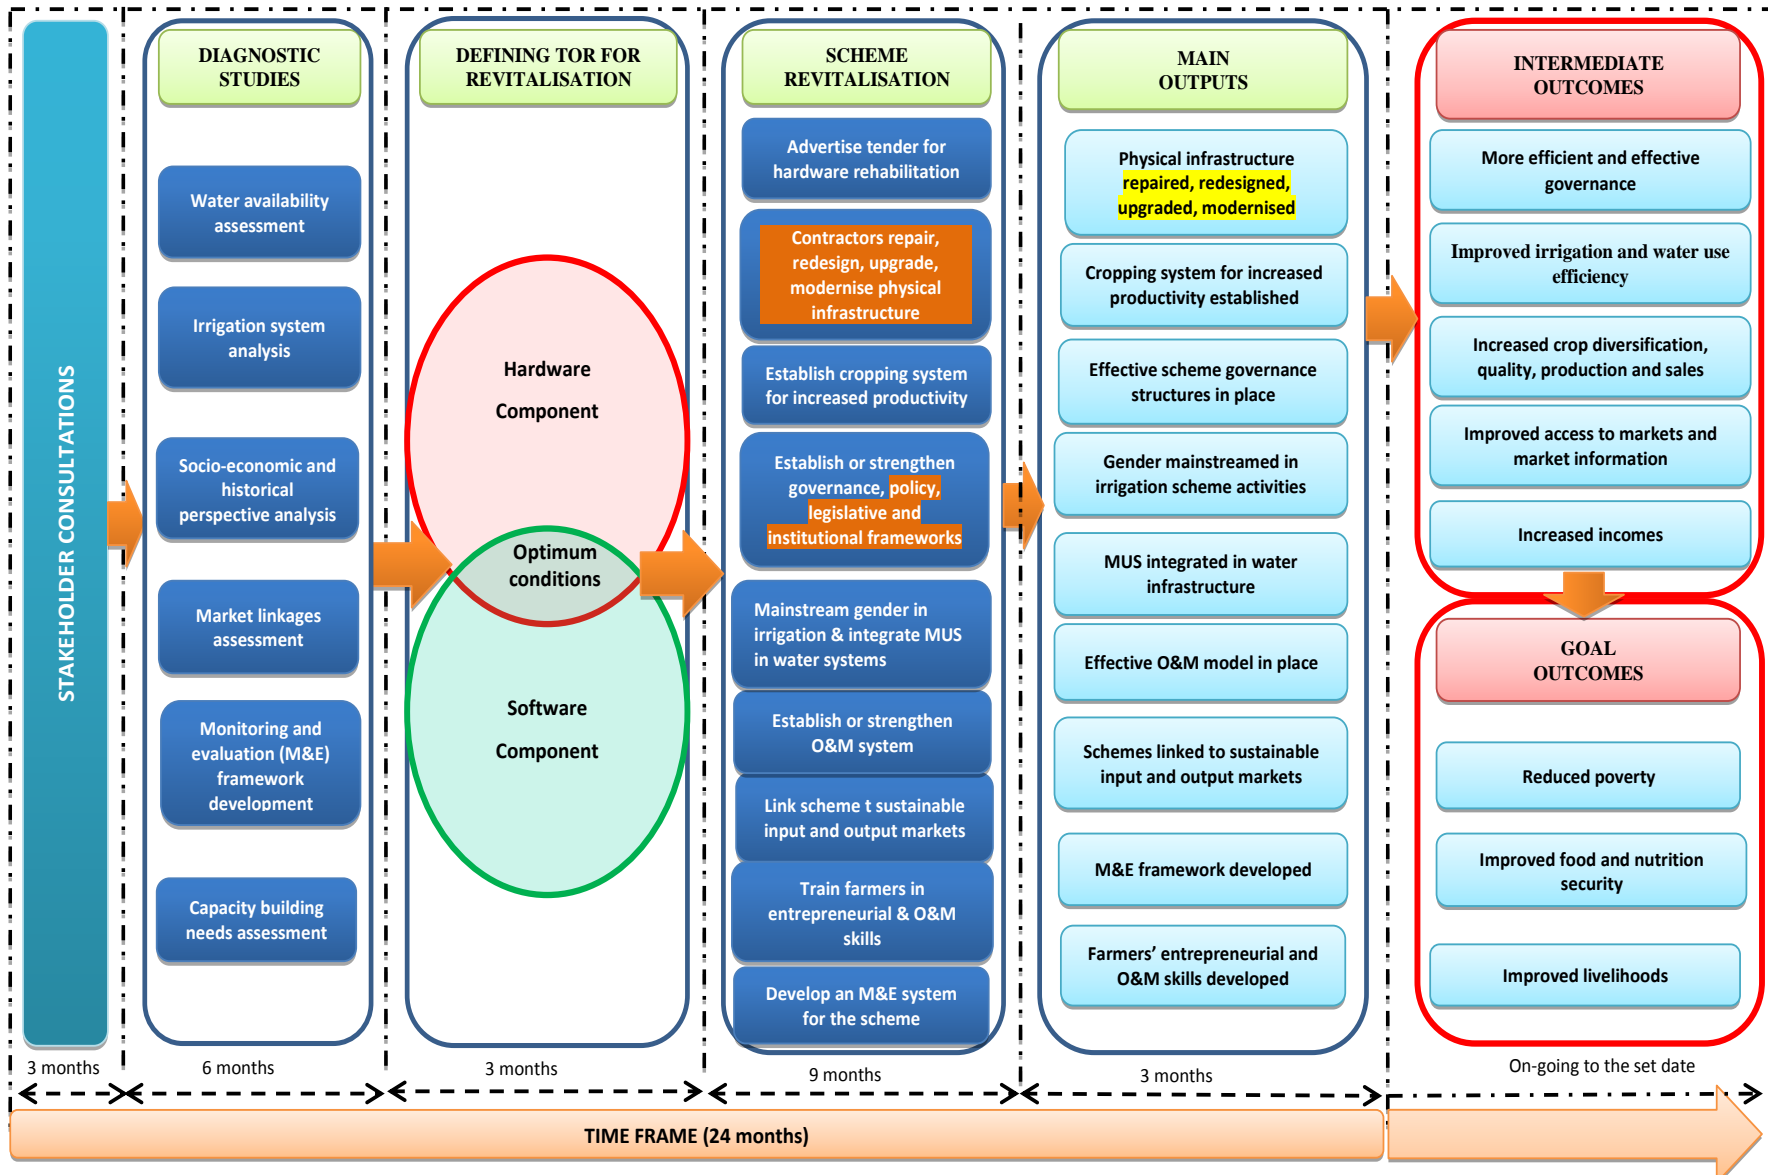 STAKEHOLDER CONSULTATIONS
DIAGNOSTIC
STUDIES
Water availability
assessment
Irrigation system
analysis
Socio-economic and
historical
perspective analysis
Market linkages
assessment
Monitoring and
evaluation (M&E)
framework
development
Capacity building
needs assessment
DEFINING TOR FOR
REVITALISATION
Hardware
Component
Optimum
conditions
Software
Component
SCHEME
REVITALISATION
Advertise tender for
hardware rehabilitation
Contractors repair,
redesign, upgrade,
modernise physical
infrastructure
Establish cropping system
for increased productivity
Establish or strengthen
governance, policy,
legislative and
institutional frameworks
Mainstream gender in
irrigation & integrate MUS
in water systems
Establish or strengthen
O&M system
Link scheme t sustainable
input and output markets
Train farmers in
entrepreneurial & O&M
skills
Develop an M&E system
for the scheme
MAIN
OUTPUTS
Physical infrastructure
repaired, redesigned,
upgraded, modernised
Cropping system for increased
productivity established
Effective scheme governance
structures in place
Gender mainstreamed in
irrigation scheme activities
MUS integrated in water
infrastructure
Effective O&M model in place
Schemes linked to sustainable
input and output markets
M&E framework developed
Farmers’ entrepreneurial and
O&M skills developed
INTERMEDIATE
OUTCOMES
More efficient and effective
governance
Improved irrigation and water use
efficiency
Increased crop diversification,
quality, production and sales
Improved access to markets and
market information
Increased incomes
GOAL
OUTCOMES
Reduced poverty
Improved food and nutrition
security
Improved livelihoods
3 months
6 months
3 months
9 months
3 months
On-going to the set date
TIME FRAME (24 months)